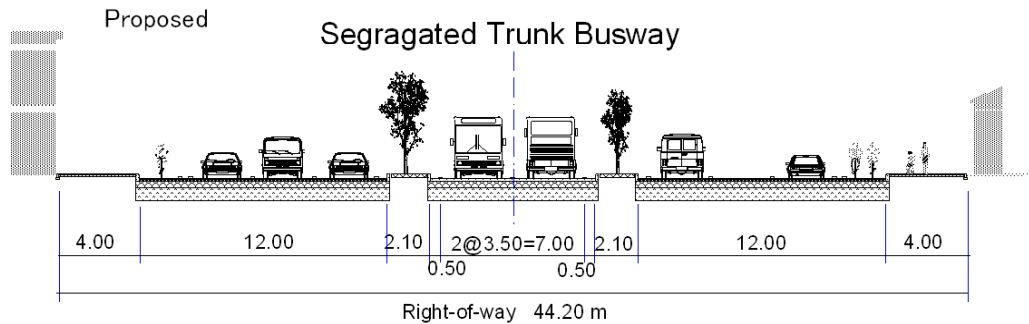 Proposed
Segragated Trunk Busway
4.00 12.00 2.10 2@3.50=7.00 2.10 12.00 4.00
0.50 0.50
Right-of-way 44.20 m